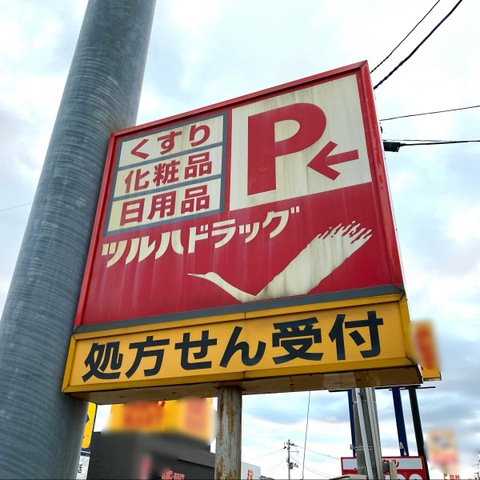 くすり
化粧品
日用品
P
ツルハドラッグ
処方せん受付